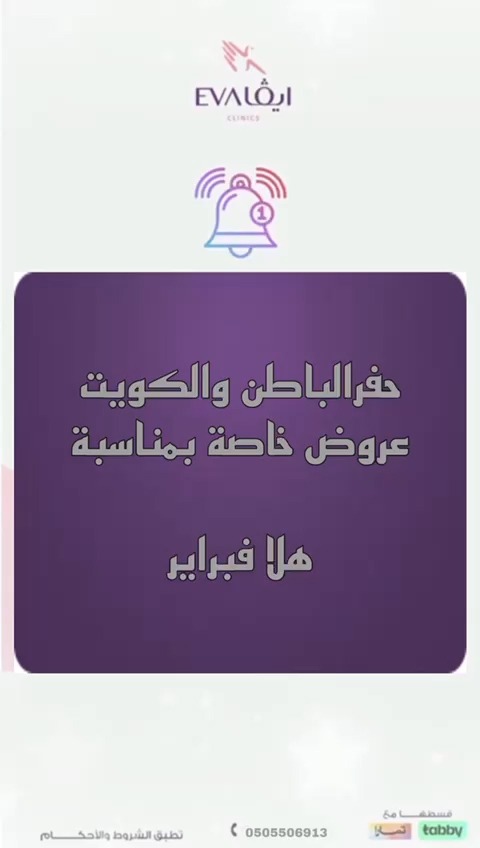 EVA ايڤا
CLINICS
1
حفرالباطن والكويت
عروض خاصة بمناسبة
هلا فبراير
قسطها مع
tabby تمارا
0505506913
تطبق الشروط والأحكام